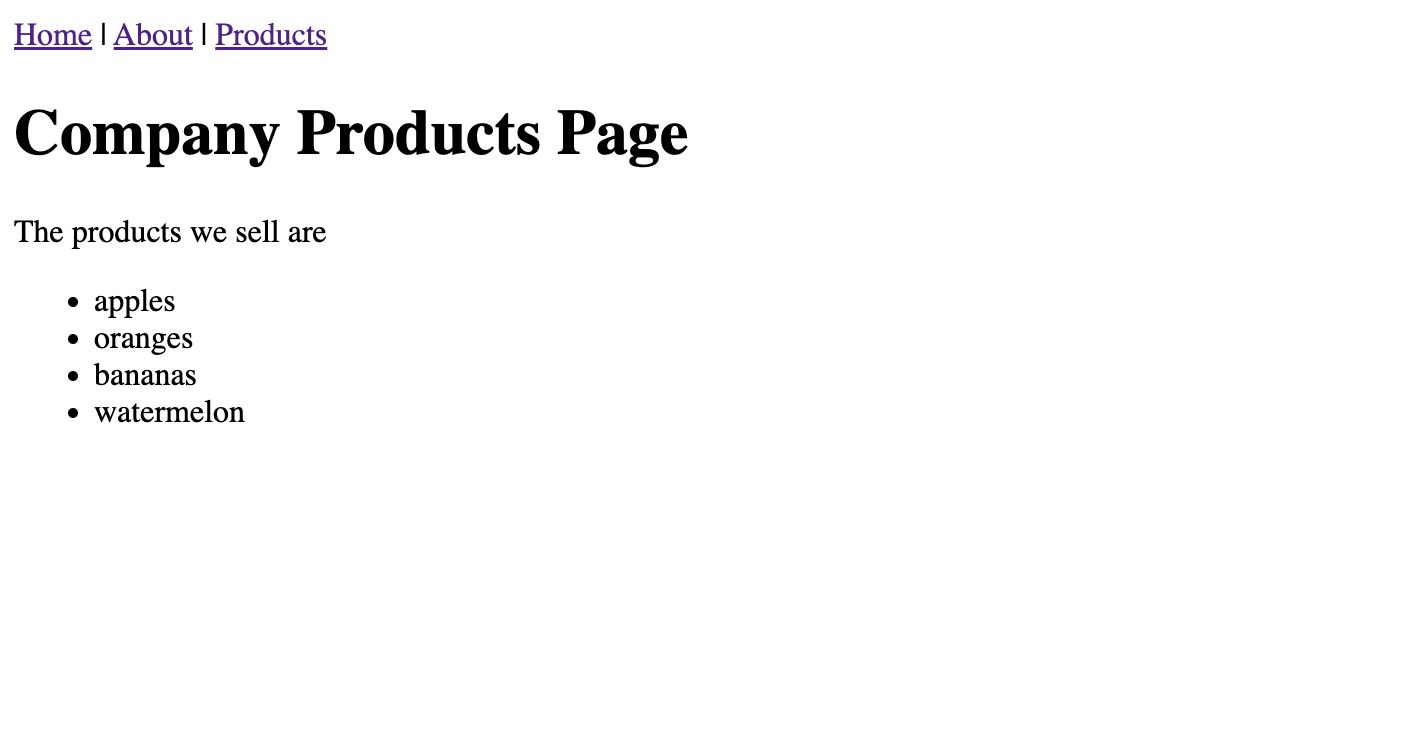 Home | About | Products
Company Products Page
The products we sell are
• apples
• oranges
• bananas
• watermelon